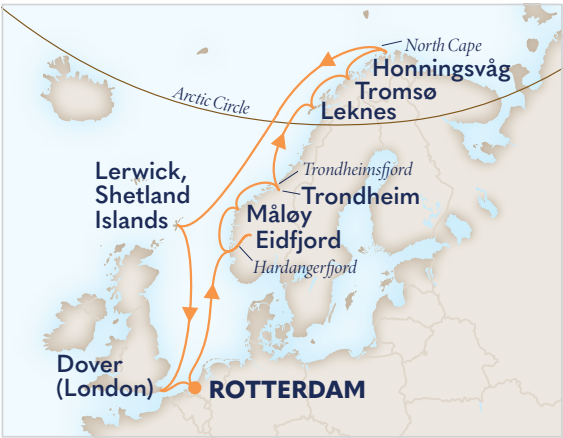 North Cape
Honningsvåg
Tromsø
Leknes
Arctic Circle
Lerwick,
Shetland
Islands
Trondheimsfjord
Trondheim
Måløy
Eidfjord
Hardangerfjord
Dover
(London)
ROTTERDAM